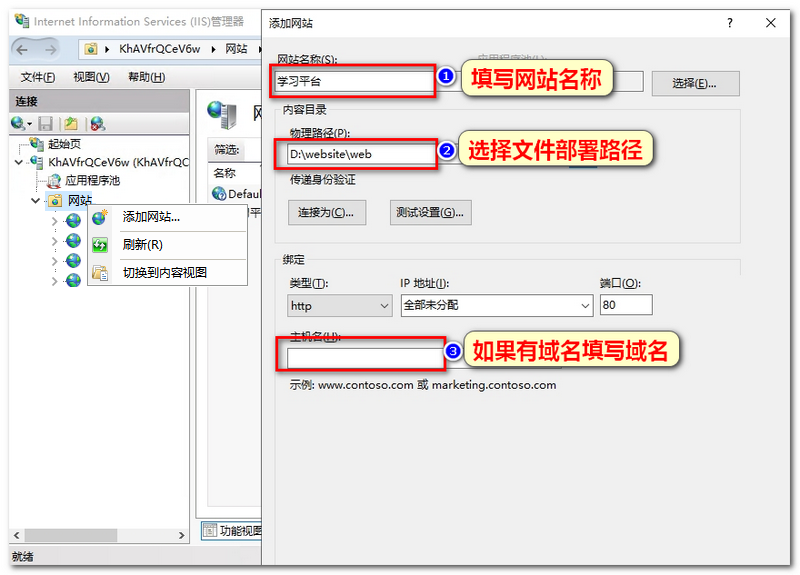 Internet Information Services (IIS)管理器
KhAVfrQCeV6w
网站
文件(F)
视图(V)
帮助(H)
连接
起始页
KhAVfrQCeV6w (KhAVfrQC
应用程序池
网站
添加网站...
刷新(R)
切换到内容视图
筛选:
名称
Defau
功能视图
就绪
添加网站
?
网站名称(S):
应用程序池(L):
学习平台
1 填写网站名称
选择(E)...
内容目录
物理路径(P):
D:\website\web
2 选择文件部署路径
传递身份验证
连接为(C)...
测试设置(G)...
绑定
类型(T):
IP 地址(I):
端口(O):
http
全部未分配
80
主机名(H):
3 如果有域名填写域名
示例: www.contoso.com 或 marketing.contoso.com